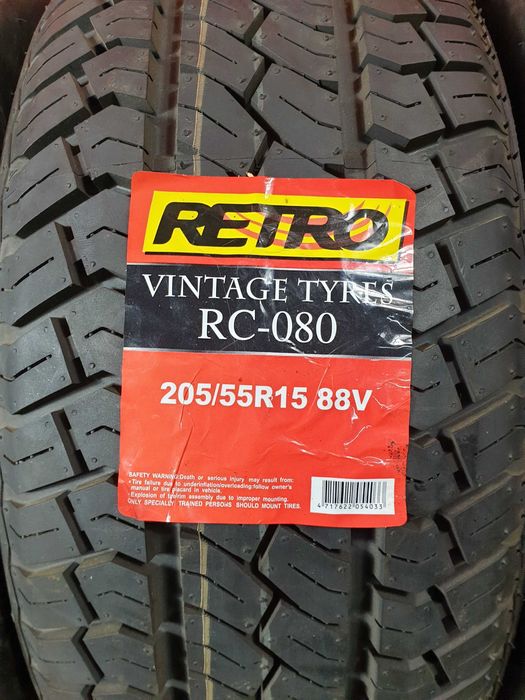 RETRO
VINTAGE TYRES
RC-080
205/55R15 88V
SAFETY WARNING:Death or serious injury may result from:
•Tire failure due to underinflation/overleading:follow owner's
manual or tire placard in vehicle.
•Explosion of tire/rim assembly due to improper mounting.
ONLY SPECIALLY TRAINED PERSONS SHOULD MOUNT TIRES.
4717622054033